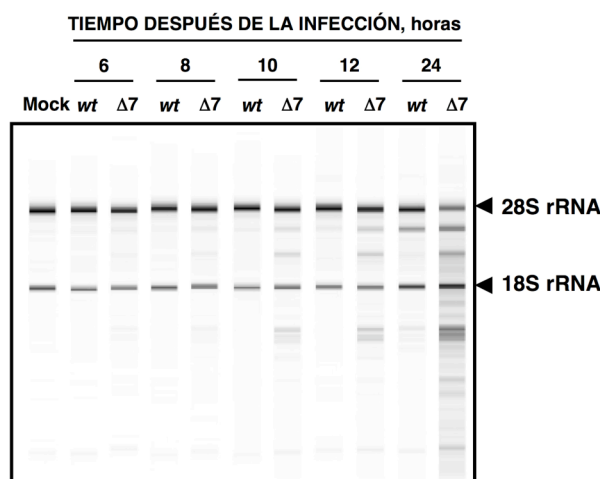 TIEMPO DESPUÉS DE LA INFECCIÓN, horas
6 8 10 12 24
Mock wt Δ7 wt Δ7 wt Δ7 wt Δ7 wt Δ7
28S rRNA
18S rRNA